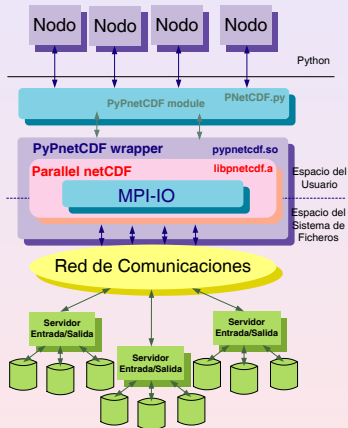 Nodo Nodo Nodo Nodo
Python
PNetCDF.py
PyPnetCDF module
PyPnetCDF wrapper pypnetcdf.so
Parallel netCDF libpnetcdf.a
MPI-IO
Espacio del
Usuario
Espacio del
Sistema de
Ficheros
Red de Comunicaciones
Servidor
Entrada/Salida
Servidor
Entrada/Salida
Servidor
Entrada/Salida